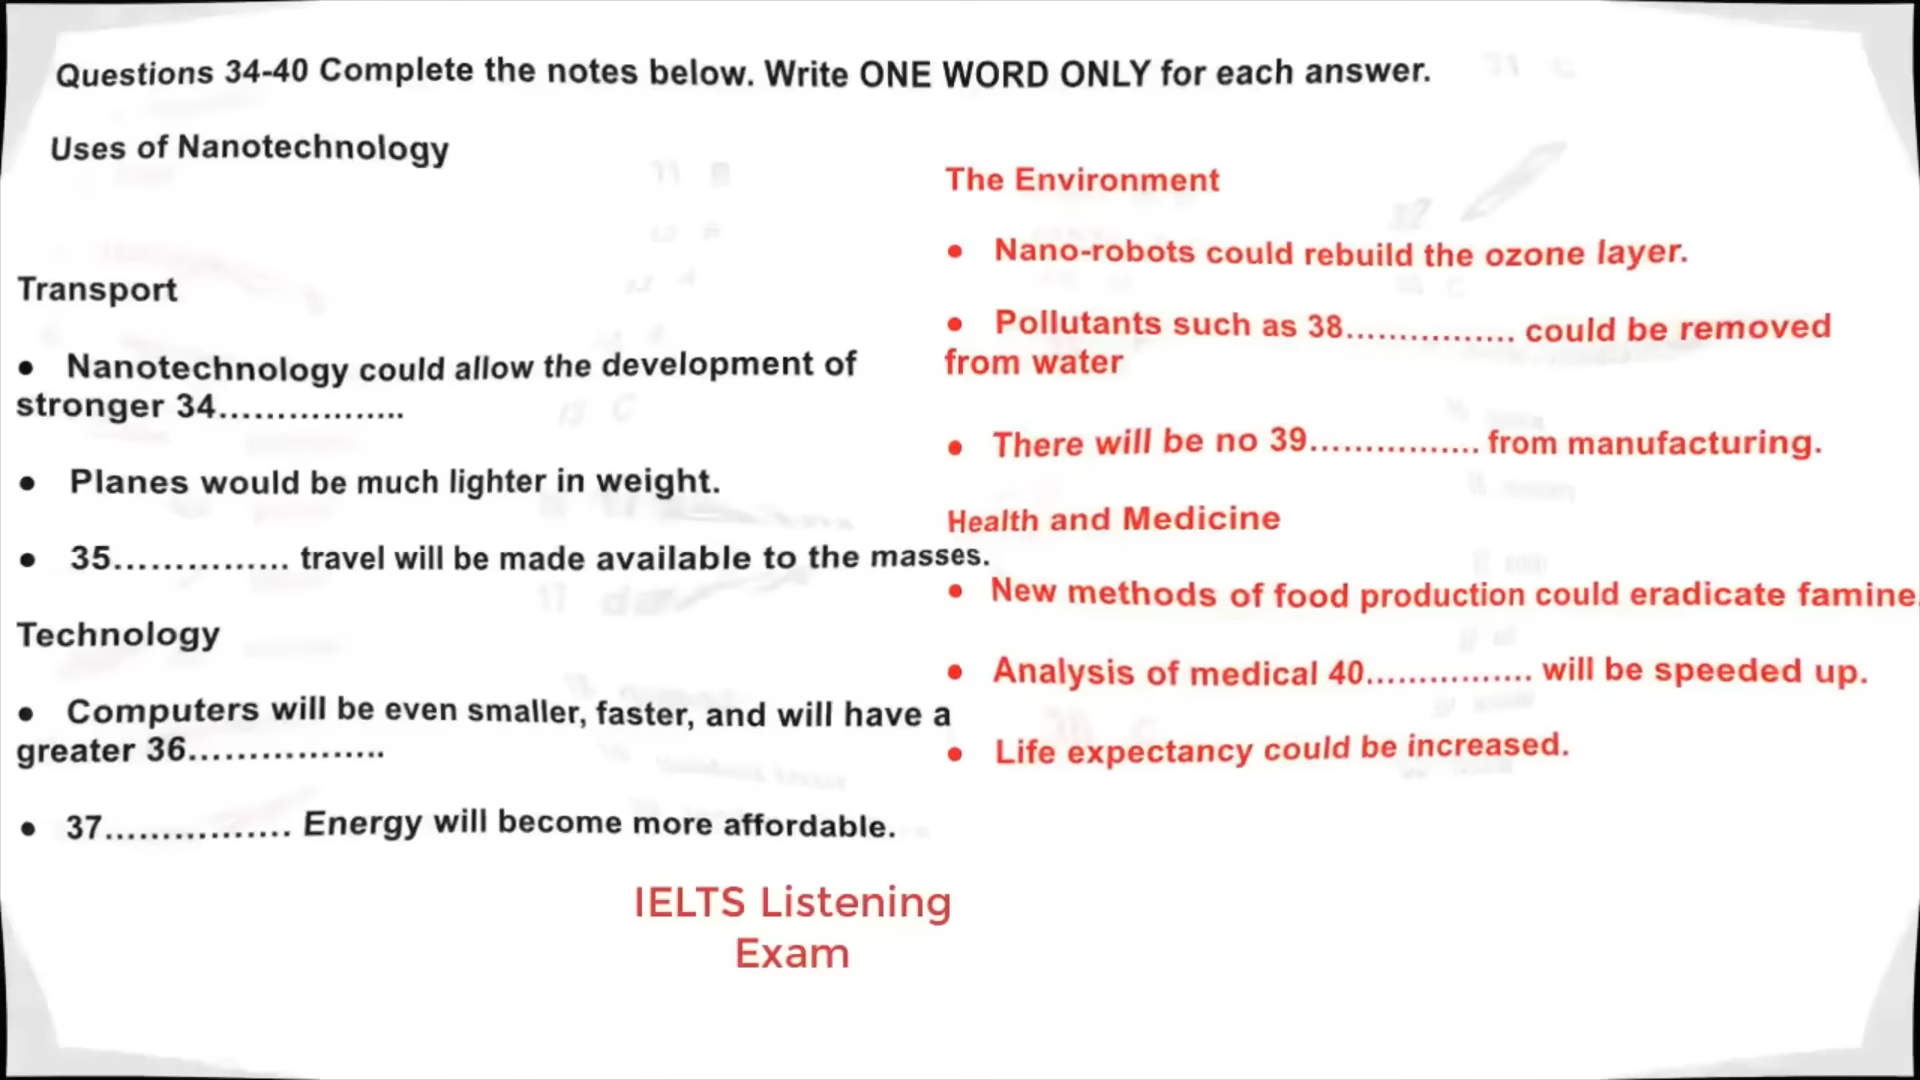 Questions 34-40 Complete the notes below. Write ONE WORD ONLY for each answer.
Uses of Nanotechnology
Transport
● Nanotechnology could allow the development of
stronger 34.................
● Planes would be much lighter in weight.
● 35............... travel will be made available to the masses.
Technology
● Computers will be even smaller, faster, and will have a
greater 36.................
● 37................ Energy will become more affordable.
The Environment
● Nano-robots could rebuild the ozone layer.
● Pollutants such as 38............... could be removed
from water
● There will be no 39............... from manufacturing.
Health and Medicine
● New methods of food production could eradicate famine.
● Analysis of medical 40............... will be speeded up.
● Life expectancy could be increased.
IELTS Listening
Exam